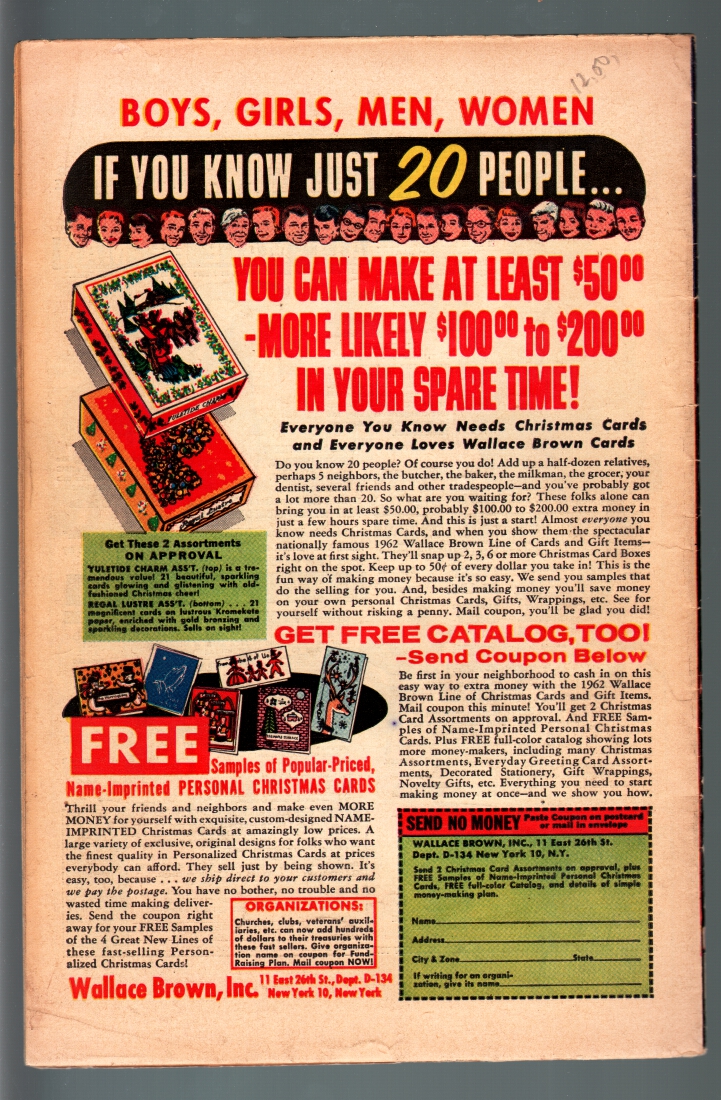 12.00
BOYS, GIRLS, MEN, WOMEN
IF YOU KNOW JUST 20 PEOPLE...
YOU CAN MAKE AT LEAST $50⁰⁰
-MORE LIKELY $100⁰⁰ to $200⁰⁰
IN YOUR SPARE TIME!
Everyone You Know Needs Christmas Cards
and Everyone Loves Wallace Brown Cards
YULETIDE CHARM
Do you know 20 people? Of course you do! Add up a half-dozen relatives,
perhaps 5 neighbors, the butcher, the baker, the milkman, the grocer, your
dentist, several friends and other tradespeople—and you've probably got
a lot more than 20. So what are you waiting for? These folks alone can
bring you in at least $50.00, probably $100.00 to $200.00 extra money in
just a few hours spare time. And this is just a start! Almost everyone you
know needs Christmas Cards, and when you show them the spectacular
nationally famous 1962 Wallace Brown Line of Cards and Gift Items—
it's love at first sight. They'll snap up 2, 3, 6 or more Christmas Card Boxes
right on the spot. Keep up to 50¢ of every dollar you take in! This is the
fun way of making money because it's so easy. We send you samples that
do the selling for you. And, besides making money you'll save money
on your own personal Christmas Cards, Gifts, Wrappings, etc. See for
yourself without risking a penny. Mail coupon, you'll be glad you did!
Get These 2 Assortments
ON APPROVAL
'YULETIDE CHARM ASS'T. (top) is a tre-
mendous value! 21 beautiful, sparkling
cards glowing and glistening with old-
fashioned Christmas cheer!
REGAL LUSTRE ASS'T. (bottom) . . . 21
magnificent cards on lustrous Kromekote
paper, enriched with gold bronzing and
sparkling decorations. Sells on sight!
GET FREE CATALOG, TOO!
–Send Coupon Below
Be first in your neighborhood to cash in on this
easy way to extra money with the 1962 Wallace
Brown Line of Christmas Cards and Gift Items.
Mail coupon this minute! You'll get 2 Christmas
Card Assortments on approval. And FREE Sam-
ples of Name-Imprinted Personal Christmas
Cards. Plus FREE full-color catalog showing lots
more money-makers, including many Christmas
Assortments, Everyday Greeting Card Assort-
ments, Decorated Stationery, Gift Wrappings,
Novelty Gifts, etc. Everything you need to start
making money at once—and we show you how.
FREE
Samples of Popular-Priced,
Name-Imprinted PERSONAL CHRISTMAS CARDS
Thrill your friends and neighbors and make even MORE
MONEY for yourself with exquisite, custom-designed NAME-
IMPRINTED Christmas Cards at amazingly low prices. A
large variety of exclusive, original designs for folks who want
the finest quality in Personalized Christmas Cards at prices
everybody can afford. They sell just by being shown. It's
easy, too, because . . . we ship direct to your customers and
we pay the postage. You have no bother, no trouble and no
wasted time making deliver-
ies. Send the coupon right
away for your FREE Samples
of the 4 Great New Lines of
these fast-selling Person-
alized Christmas Cards!
ORGANIZATIONS:
Churches, clubs, veterans' auxil-
iaries, etc. can now add hundreds
of dollars to their treasuries with
these fast sellers. Give organiza-
tion name on coupon for Fund-
Raising Plan. Mail coupon NOW!
Wallace Brown, Inc. 11 East 26th St., Dept. D-134
New York 10, New York
SEND NO MONEY Paste Coupon on postcard
or mail in envelope
WALLACE BROWN, INC., 11 East 26th St.
Dept. D-134 New York 10, N.Y.
Send 2 Christmas Card Assortments on approval, plus
FREE Samples of Name-Imprinted Personal Christmas
Cards, FREE full-color Catalog, and details of simple
money-making plan.
Name
Address
City & Zone State
If writing for an organi-
zation, give its name